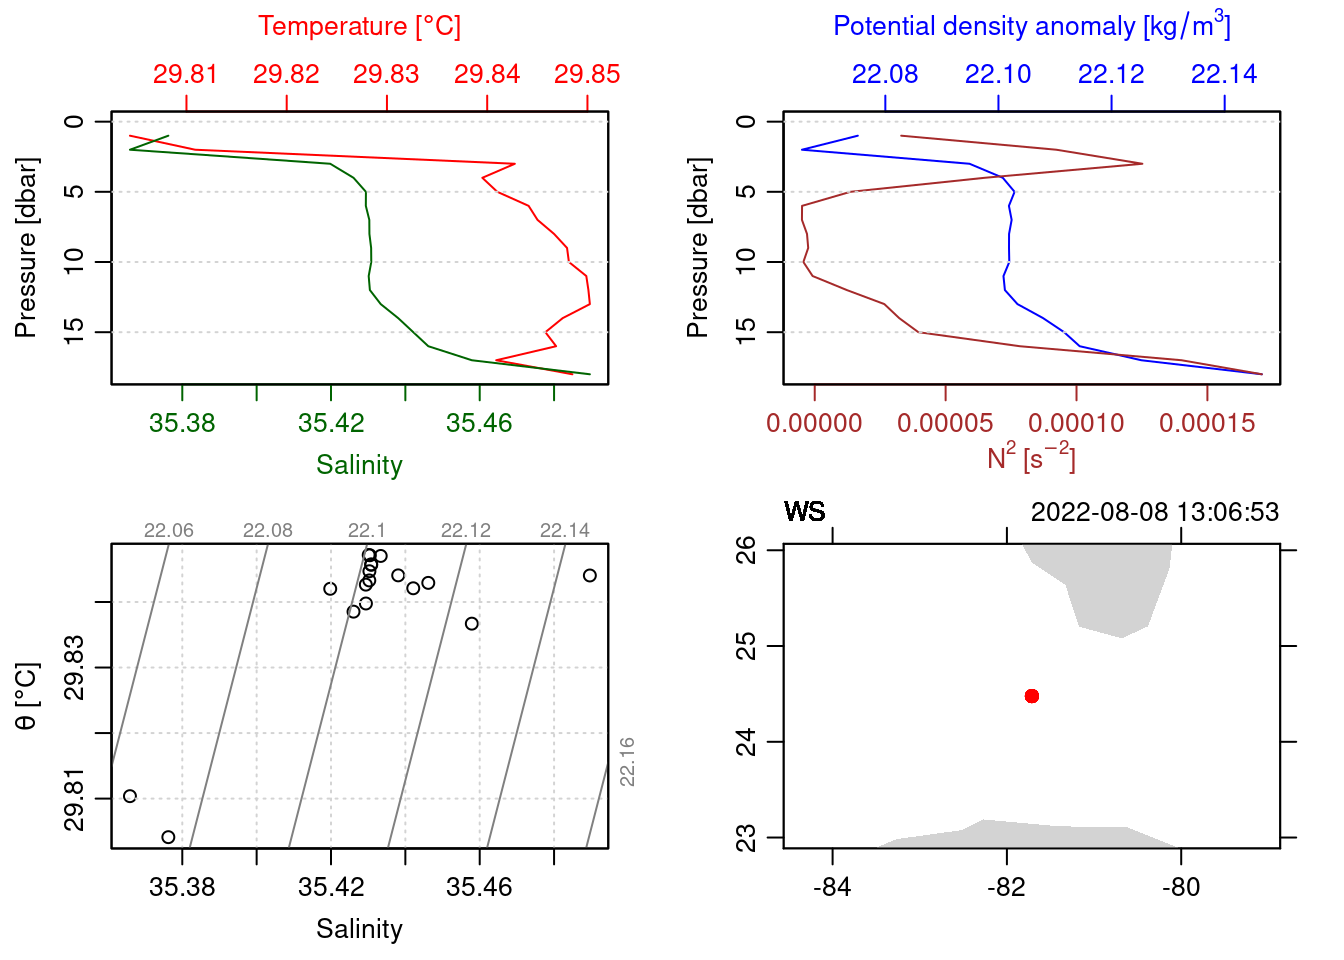 Temperature [°C]
29.81 29.82 29.83 29.84 29.85
0
5
10
15
Pressure [dbar]
35.38 35.42 35.46
Salinity
Potential density anomaly [kg/m³]
22.08 22.10 22.12 22.14
0
5
10
15
Pressure [dbar]
0.00000 0.00005 0.00010 0.00015
N² [s⁻²]
22.06 22.08 22.1 22.12 22.14
22.16
29.83
29.81
θ [°C]
35.38 35.42 35.46
Salinity
WS 2022-08-08 13:06:53
26
25
24
23
-84 -82 -80